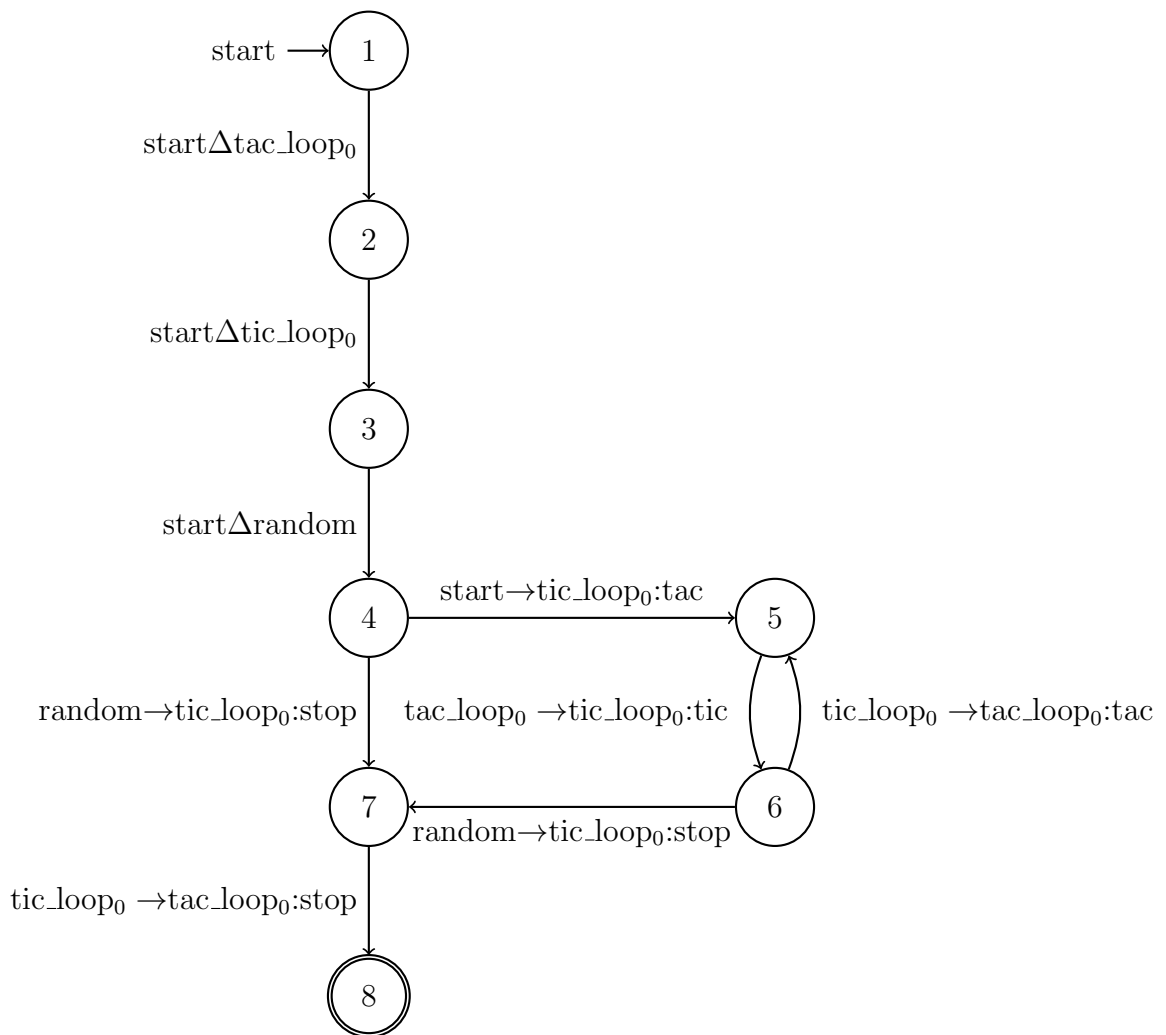 start
1
startΔtac_loop₀
2
startΔtic_loop₀
3
startΔrandom
4
start→tic_loop₀:tac
5
random→tic_loop₀:stop
tac_loop₀ →tic_loop₀:tic
tic_loop₀ →tac_loop₀:tac
7
random→tic_loop₀:stop
6
tic_loop₀ →tac_loop₀:stop
8